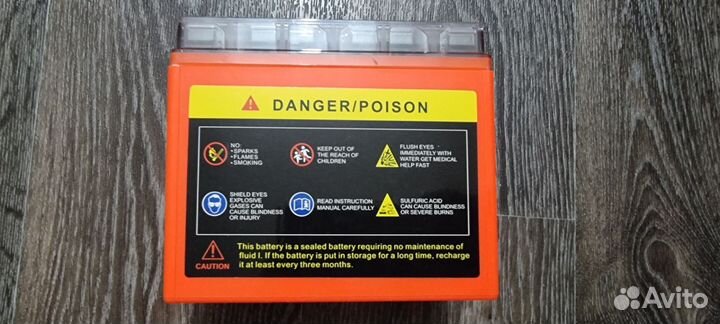 DANGER/POISON
NO:
•SPARKS
•FLAMES
•SMOKING
KEEP OUT OF
THE REACH OF
CHILDREN
FLUSH EYES
IMMEDIATELY WITH
WATER GET MEDICAL
HELP FAST
SHIELD EYES
EXPLOSIVE
GASES CAN
CAUSE BLINDNESS
OR INJURY
READ INSTRUCTION
MANUAL CAREFULLY
SULFURIC ACID
CAN CAUSE BLINDNESS
OR SEVERE BURNS
CAUTION
This battery is a sealed battery requiring no maintenance of
fluid l. If the battery is put in storage for a long time, recharge
it at least every three months.
Avito